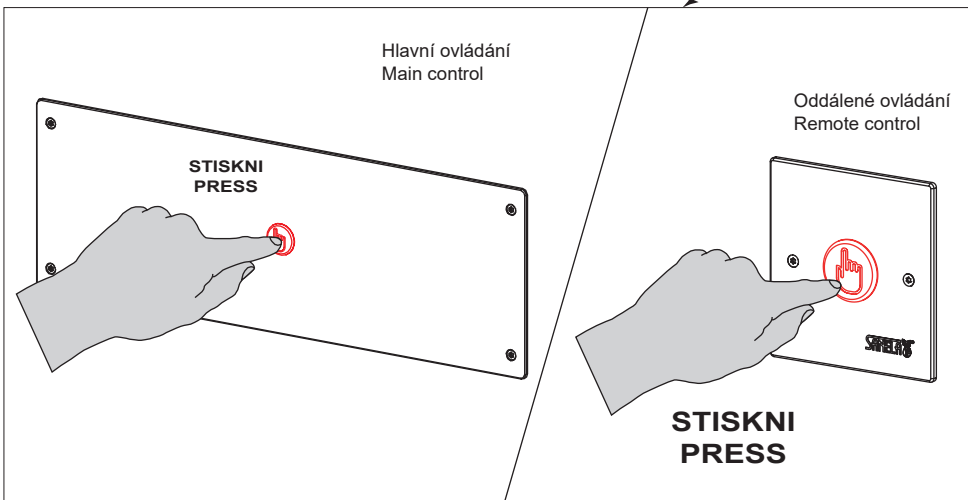 Hlavní ovládání
Main control
STISKNI
PRESS
Oddálené ovládání
Remote control
SANELA
STISKNI
PRESS